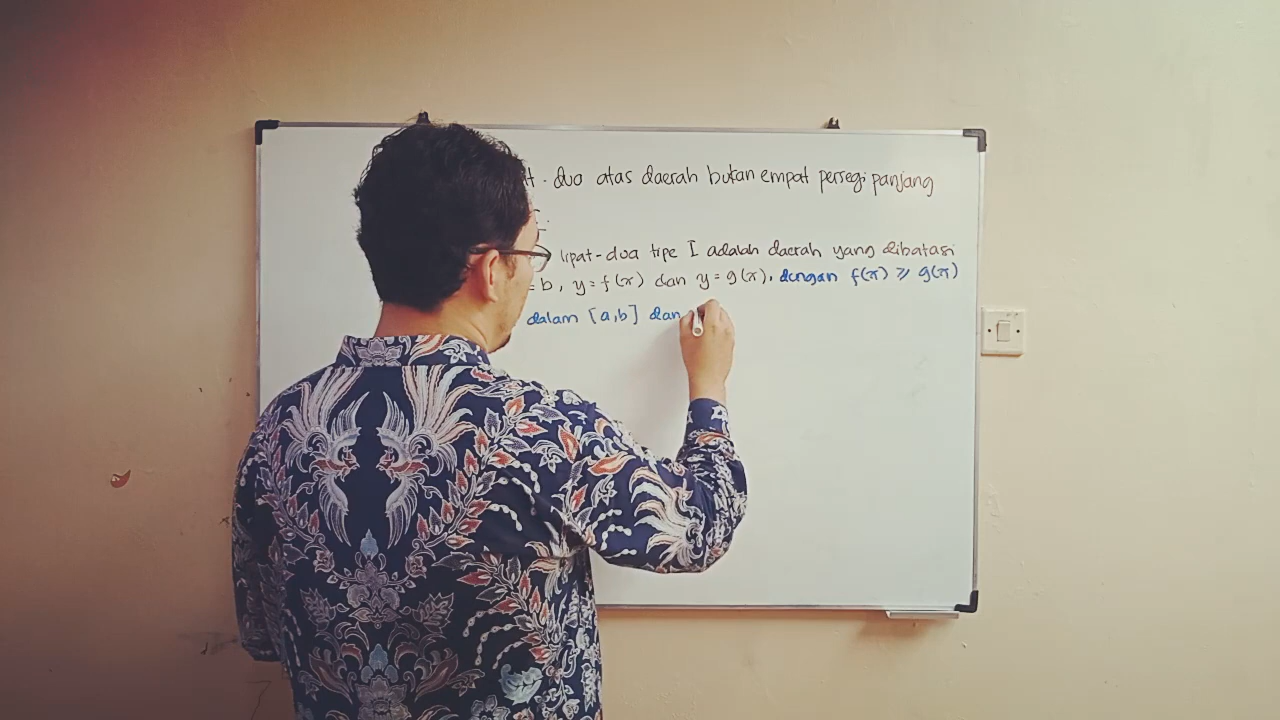 - dua atas daerah bukan empat persegi panjang
I.
lipat-dua tipe I adalah daerah yang dibatasi
= b, y = f(x) dan y = g(x), dengan f(x) ≥ g(x)
dalam [a,b] dan